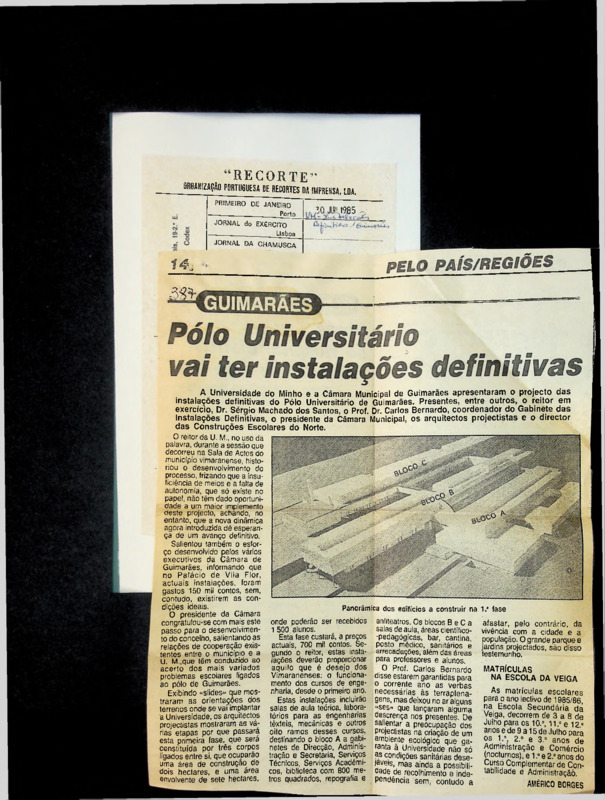 "RECORTE"
ORGANIZAÇÃO PORTUGUESA DE RECORTES DA IMPRENSA, LDA.
PRIMEIRO DE JANEIRO
Porto
JORNAL do EXÉRCITO
Lisboa
JORNAL DA CHAMUSCA
19-2.º E.
Codex
1985
14
PELO PAÍS/REGIÕES
387
GUIMARÃES
Pólo Universitário
vai ter instalações definitivas
A Universidade do Minho e a Câmara Municipal de Guimarães apresentaram o projecto das
instalações definitivas do Pólo Universitário de Guimarães. Presentes, entre outros, o reitor em
exercício, Dr. Sérgio Machado dos Santos, o Prof. Dr. Carlos Bernardo, coordenador do Gabinete das
Instalações Definitivas, o presidente da Câmara Municipal, os arquitectos projectistas e o director
das Construções Escolares do Norte.
O reitor da U. M., no uso da
palavra, durante a sessão que
decorreu na Sala de Actos do
município vimaranense, histo-
riou o desenvolvimento do
processo, frizando que a insu-
ficiência de meios e a falta de
autonomia, que só existe no
papel, não têm dado oportuni-
dade a um maior implemento
deste projecto, achando, no
entanto, que a nova dinâmica
agora introduzida dê esperan-
ça de um avanço definitivo.
Salientou também o esfor-
ço desenvolvido pelos vários
executivos da Câmara de
Guimarães, informando que
no Palácio de Vila Flor,
actuais instalações, foram
gastos 150 mil contos, sem,
contudo, existirem as con-
dições ideais.
O presidente da Câmara
congratulou-se com mais este
passo para o desenvolvimen-
to do concelho, salientando as
relações de cooperação exis-
tentes entre o município e a
U. M., que têm conduzido ao
acerto dos mais variados
problemas escolares ligados
ao pólo de Guimarães.
Exibindo «slides» que mos-
traram as orientações dos
terrenos onde se vai implantar
a Universidade, os arquitectos
projectistas mostraram as vá-
rias etapas por que passará
esta primeira fase, que será
constituída por três corpos
ligados entre si, que ocuparão
uma área de construção de
dois hectares, e uma área
envolvente de sete hectares,
BLOCO C
BLOCO B
BLOCO A
Panorâmica dos edifícios a construir na 1.ª fase
onde poderão ser recebidos
1 500 alunos.
Esta fase custará, a preços
actuais, 700 mil contos. Se-
gundo o reitor, estas instala-
ções deverão proporcionar
aquilo que é desejo dos
Vimaranenses: o funciona-
mento dos cursos de enge-
nharia, desde o primeiro ano.
Estas instalações incluirão
salas de aula teórica, labora-
tórios para as engenharias
têxteis, mecânicas e outros
oito ramos desses cursos,
destinando o bloco A a gabi-
netes de Direcção, Adminis-
tração e Secretaria, Serviços
Técnicos, Serviços Académi-
cos, biblioteca com 800 me-
tros quadrados, reprografia e
anfiteatros. Os blocos B e C a
salas de aula, áreas científico-
-pedagógicas, bar, cantina,
posto médico, sanitários e
arrecadações, além das áreas
para professores e alunos.
O Prof. Carlos Bernardo
disse estarem garantidas para
o corrente ano as verbas
necessárias às terraplena-
gens, mas deixou no ar alguns
«ses» que lançaram alguma
descrença nos presentes. De
salientar a preocupação dos
projectistas na criação de um
ambiente ecológico que ga-
ranta à Universidade não só
as condições sanitárias dese-
jáveis, mas ainda a possibili-
dade de recolhimento e inde-
pendência sem, contudo a
afastar, pelo contrário, da
vivência com a cidade e a
população. O grande parque e
jardins projectados, são disso
testemunho.
MATRÍCULAS
NA ESCOLA DA VEIGA
As matrículas escolares
para o ano lectivo de 1985/86,
na Escola Secundária da
Veiga, decorrem de 3 a 8 de
Julho para os 10.º, 11.º e 12.º
anos e de 9 a 15 de Julho para
os 1.º, 2.º e 3.º anos de
Administração e Comércio
(nocturnos), e 1.º e 2.º anos do
Curso Complementar de Con-
tabilidade e Administração.
AMÉRICO BORGES